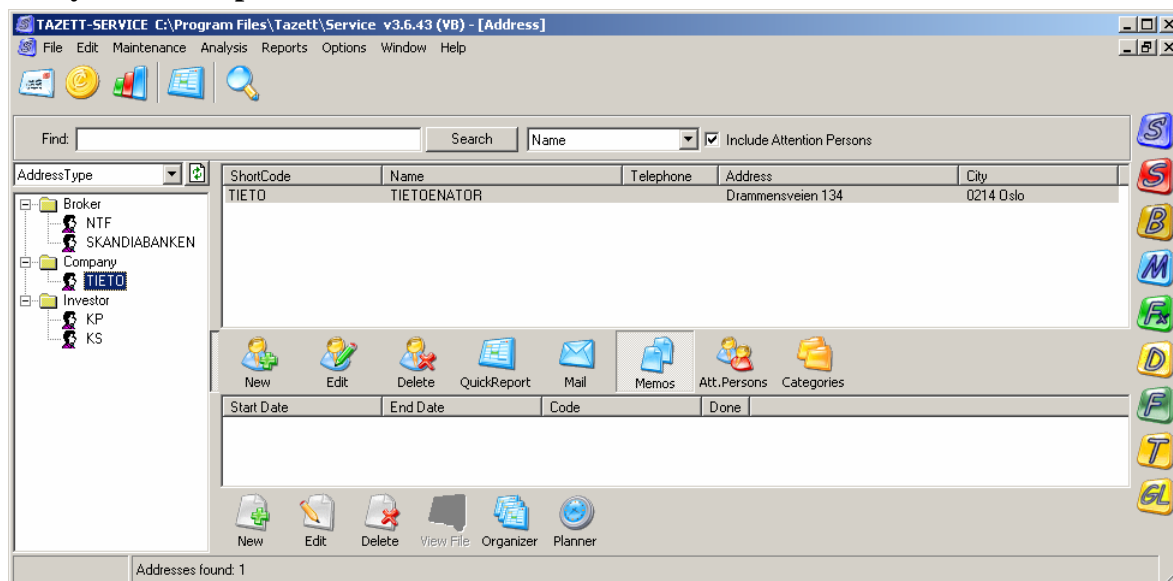 TAZETT-SERVICE C:\Program Files\Tazett\Service v3.6.43 (VB) - [Address]
File Edit Maintenance Analysis Reports Options Window Help
Find: Search Name Include Attention Persons
AddressType
Broker
NTF
SKANDIABANKEN
Company
TIETO
Investor
KP
KS
ShortCode Name Telephone Address City
TIETO TIETOENATOR Drammensveien 134 0214 Oslo
New Edit Delete QuickReport Mail Memos Att.Persons Categories
Start Date End Date Code Done
New Edit Delete View File Organizer Planner
Addresses found: 1
S
S
B
M
Fx
D
F
T
GL